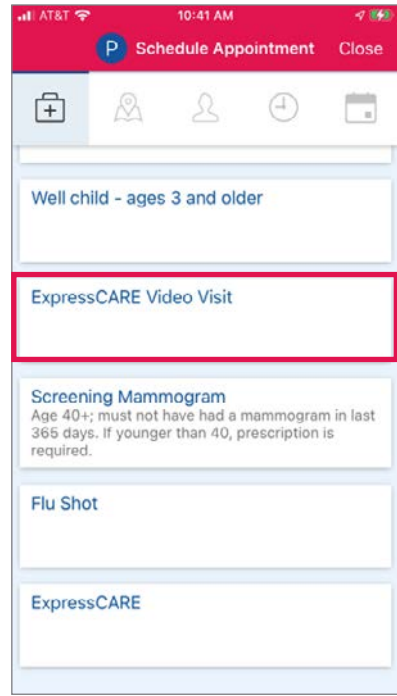 AT&T 10:41 AM
P Schedule Appointment Close
Well child - ages 3 and older
ExpressCARE Video Visit
Screening Mammogram
Age 40+; must not have had a mammogram in last
365 days. If younger than 40, prescription is
required.
Flu Shot
ExpressCARE